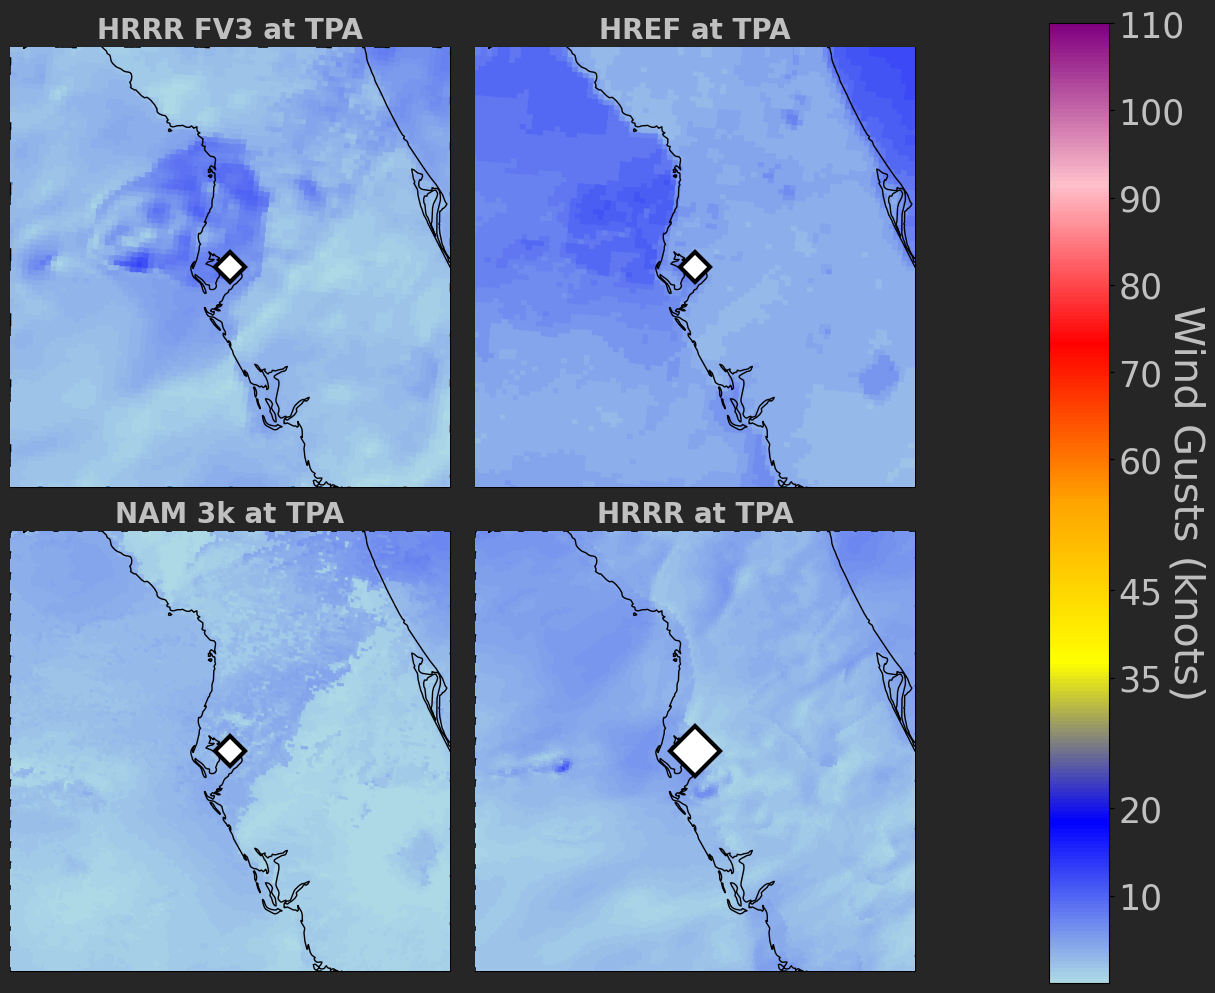 HRRR FV3 at TPA
HREF at TPA
NAM 3k at TPA
HRRR at TPA
110
100
90
80
70
60
45
35
20
10
Wind Gusts (knots)